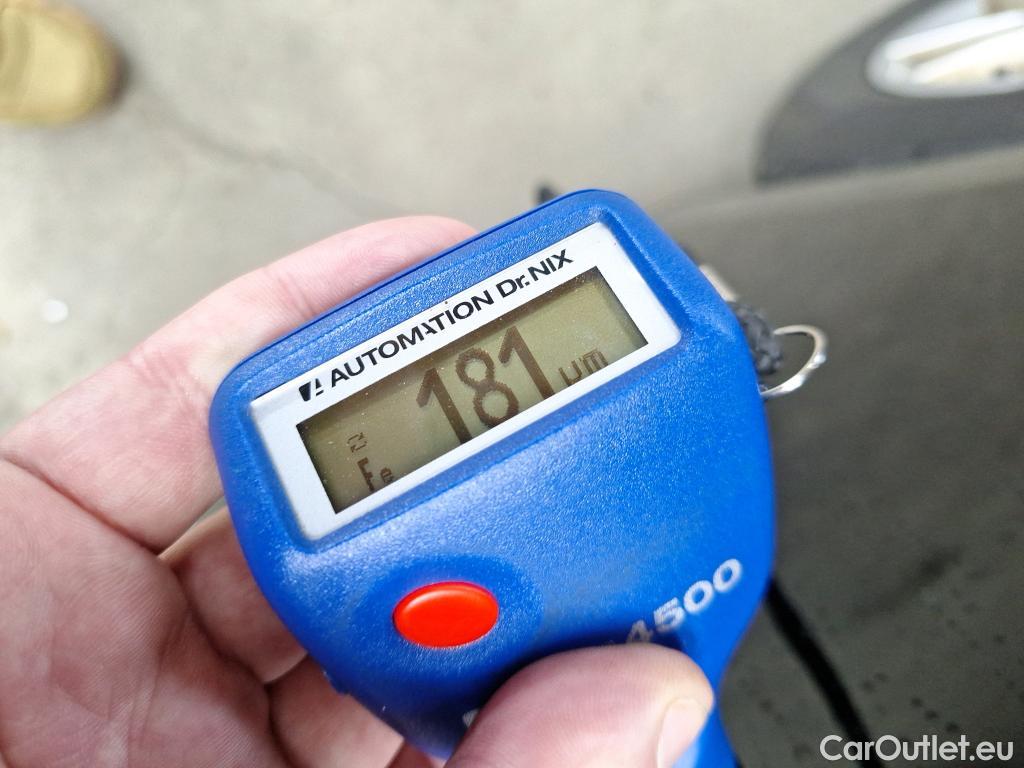 AUTOMATION Dr.NIX
181 µm
Fe
4500
CarOutlet.eu